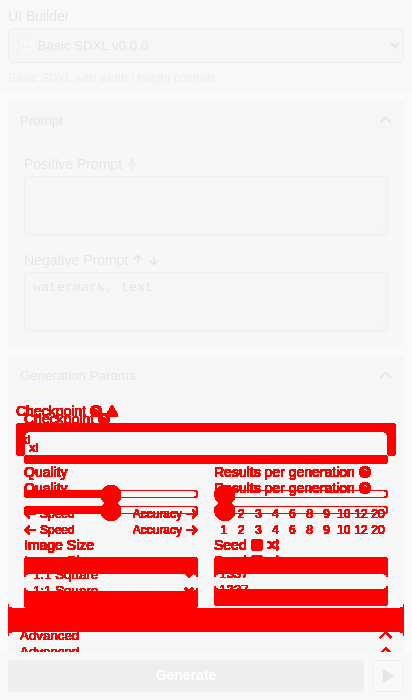 UI Builder
Basic SDXL v0.0.0
Basic SDXL with width / height controls
Prompt
Positive Prompt
Negative Prompt
watermark, text
Generation Params
Checkpoint
Checkpoint
xl
xl
Quality Results per generation
Quality Results per generation
Speed Accuracy 2 3 4 6 8 9 10 12 20
Speed Accuracy 1 2 3 4 6 8 9 10 12 20
Image Size Seed
1:1 Square 1337
1:1 Square 1337
Advanced
Advanced
Generate